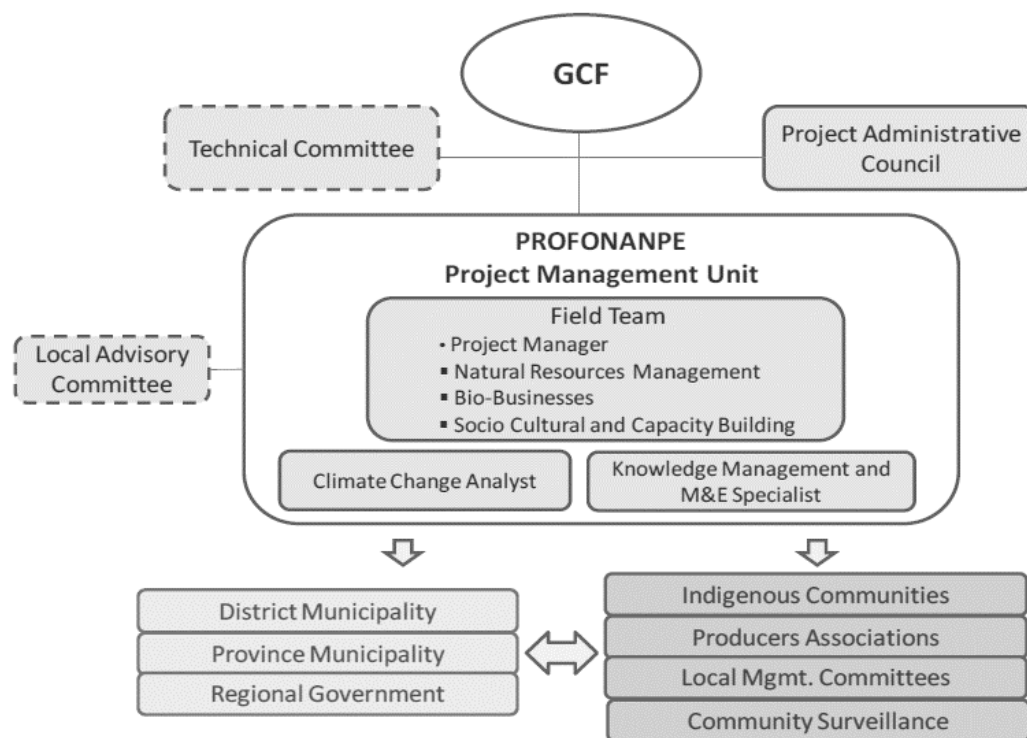 GCF
Technical Committee
Project Administrative
Council
PROFONANPE
Project Management Unit
Field Team
• Project Manager
▪ Natural Resources Management
▪ Bio-Businesses
▪ Socio Cultural and Capacity Building
Local Advisory
Committee
Climate Change Analyst
Knowledge Management and
M&E Specialist
District Municipality
Province Municipality
Regional Government
Indigenous Communities
Producers Associations
Local Mgmt. Committees
Community Surveillance